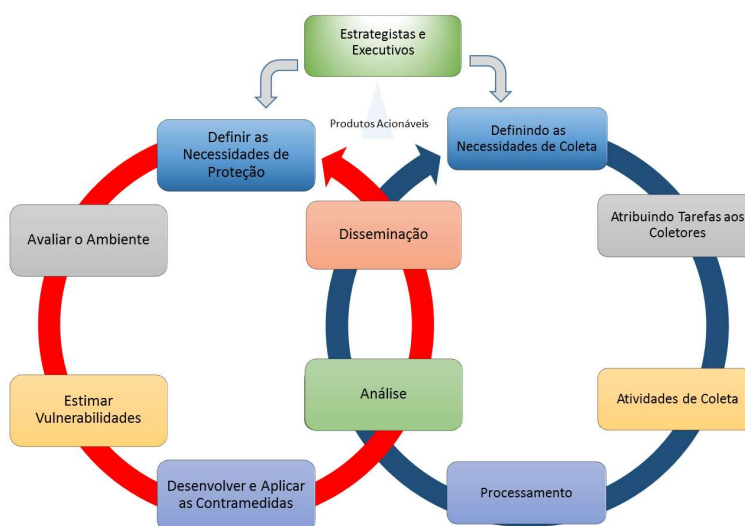 Estrategistas e
Executivos
Produtos Acionáveis
Definir as
Necessidades de
Proteção
Definindo as
Necessidades de Coleta
Avaliar o Ambiente
Disseminação
Atribuindo Tarefas aos
Coletores
Estimar
Vulnerabilidades
Análise
Atividades de Coleta
Desenvolver e Aplicar
as Contramedidas
Processamento